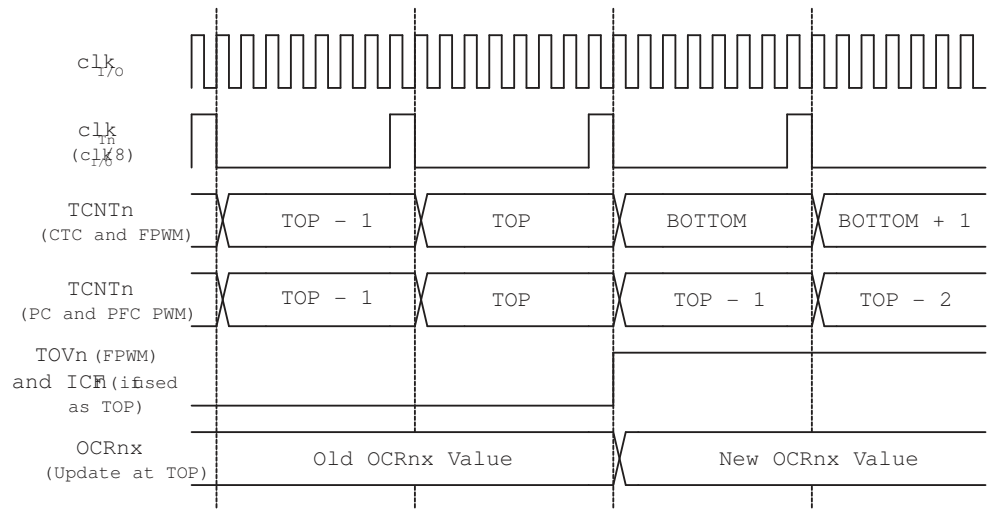 clk I/O
clk Tn
(clk I/O /8)
TCNTn
(CTC and FPWM)
TOP - 1 TOP BOTTOM BOTTOM + 1
TCNTn
(PC and PFC PWM)
TOP - 1 TOP TOP - 1 TOP - 2
TOVn (FPWM)
and ICFn (if used
as TOP)
OCRnx
(Update at TOP)
Old OCRnx Value New OCRnx Value